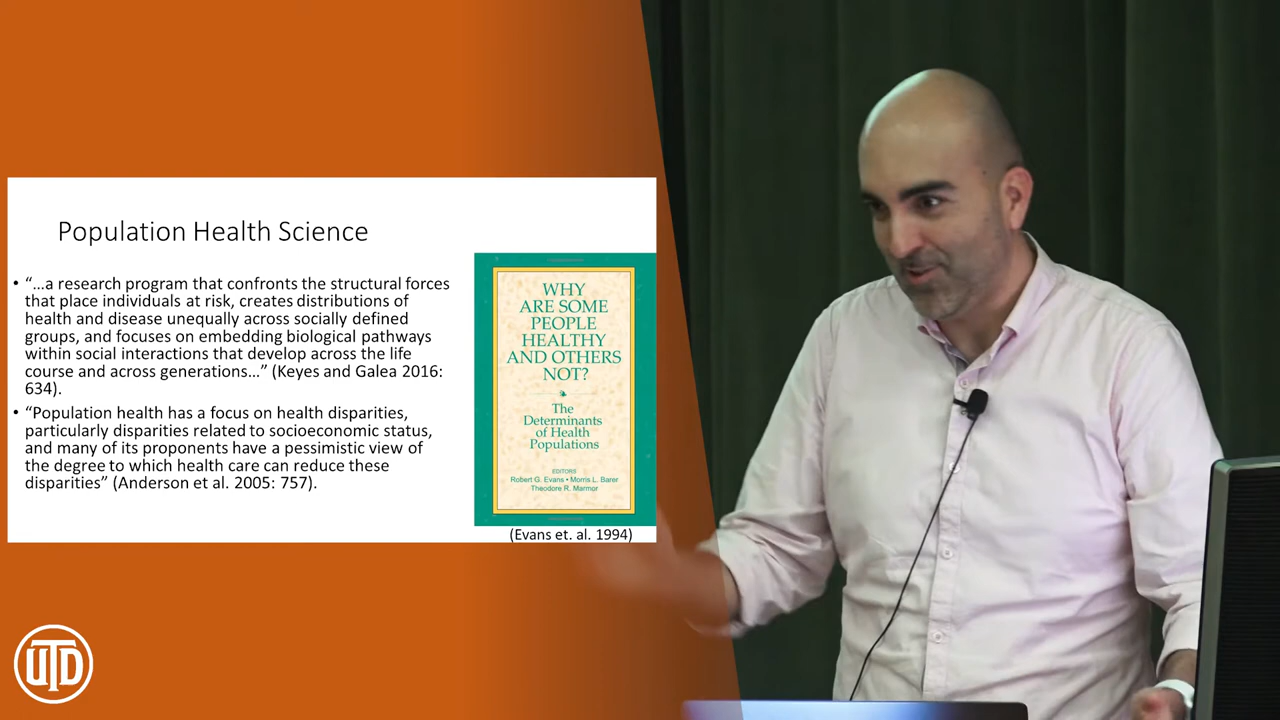 Population Health Science
• “...a research program that confronts the structural forces
that place individuals at risk, creates distributions of
health and disease unequally across socially defined
groups, and focuses on embedding biological pathways
within social interactions that develop across the life
course and across generations...” (Keyes and Galea 2016:
634).
• “Population health has a focus on health disparities,
particularly disparities related to socioeconomic status,
and many of its proponents have a pessimistic view of
the degree to which health care can reduce these
disparities” (Anderson et al. 2005: 757).
WHY
ARE SOME
PEOPLE
HEALTHY
AND OTHERS
NOT?
The
Determinants
of Health
Populations
EDITORS
Robert G. Evans • Morris L. Barer
Theodore R. Marmor
(Evans et. al. 1994)
UTD